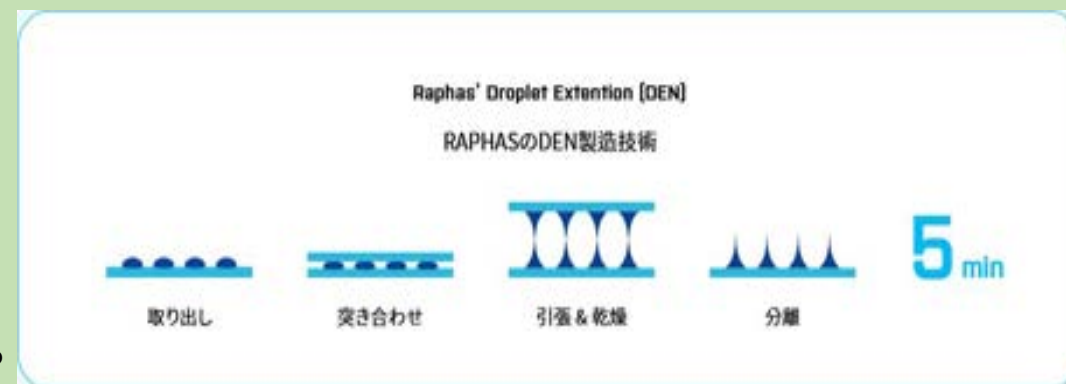 Raphas' Droplet Extention (DEN)
RAPHASのDEN製造技術
取り出し
突き合わせ
引張 & 乾燥
分離
5 min